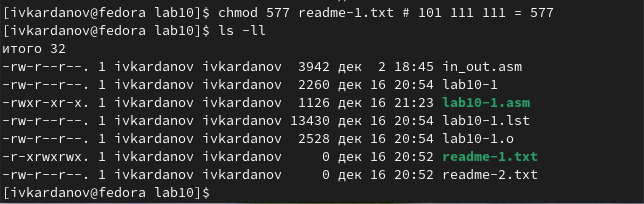 [ivkardanov@fedora lab10]$ chmod 577 readme-1.txt # 101 111 111 = 577
[ivkardanov@fedora lab10]$ ls -ll
итого 32
-rw-r--r--. 1 ivkardanov ivkardanov  3942 дек  2 18:45 in_out.asm
-rw-r--r--. 1 ivkardanov ivkardanov  2260 дек 16 20:54 lab10-1
-rwxr-xr-x. 1 ivkardanov ivkardanov  1126 дек 16 21:23 lab10-1.asm
-rw-r--r--. 1 ivkardanov ivkardanov 13430 дек 16 20:54 lab10-1.lst
-rw-r--r--. 1 ivkardanov ivkardanov  2528 дек 16 20:54 lab10-1.o
-r-xrwxrwx. 1 ivkardanov ivkardanov     0 дек 16 20:52 readme-1.txt
-rw-r--r--. 1 ivkardanov ivkardanov     0 дек 16 20:52 readme-2.txt
[ivkardanov@fedora lab10]$